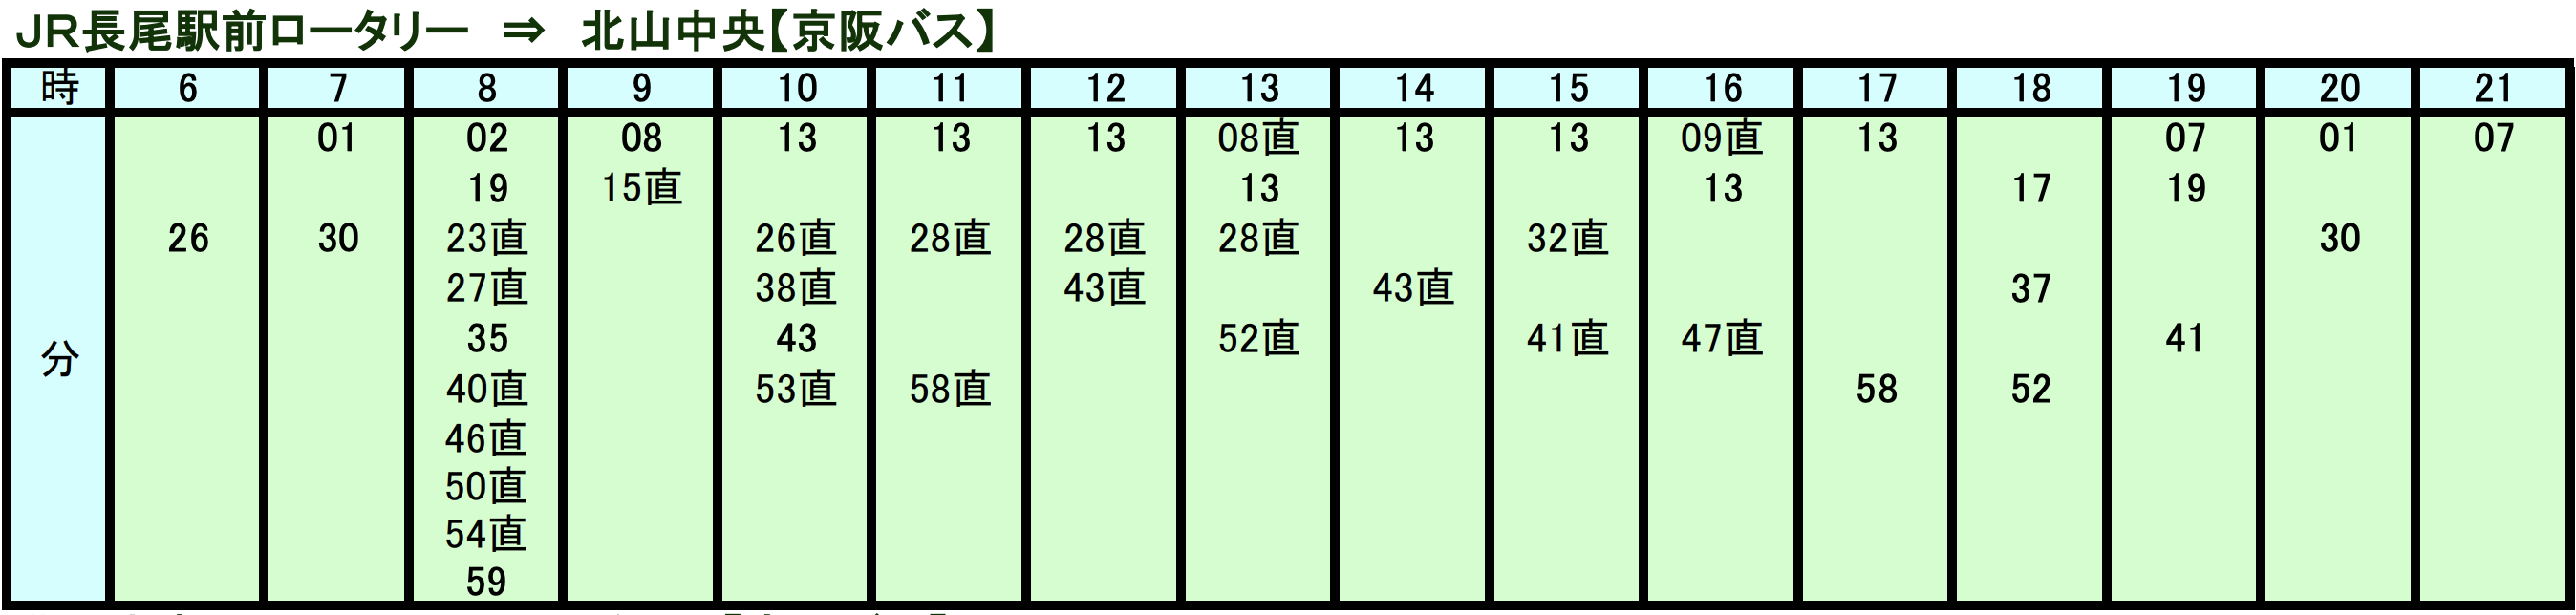 JR長尾駅前ロータリー ⇒ 北山中央【京阪バス】
時 6 7 8 9 10 11 12 13 14 15 16 17 18 19 20 21
01 02 08 13 13 13 08直 13 13 09直 13 07 01 07
19 15直 13 13 17 19
26 30 23直 26直 28直 28直 28直 32直 30
27直 38直 43直 43直 37
分 35 43 52直 41直 47直 41
40直 53直 58直 58 52
46直
50直
54直
59